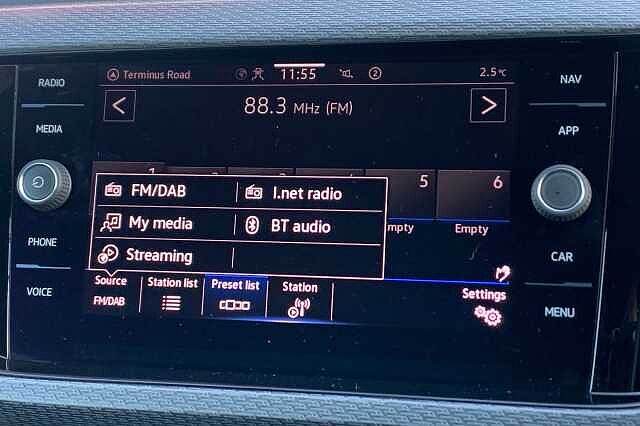 RADIO
MEDIA
PHONE
VOICE
Terminus Road
11:55
2
2.5°C
88.3 MHz (FM)
5
6
mpty
Empty
FM/DAB
I.net radio
My media
BT audio
Streaming
Source
FM/DAB
Station list
Preset list
Station
Settings
NAV
APP
CAR
MENU